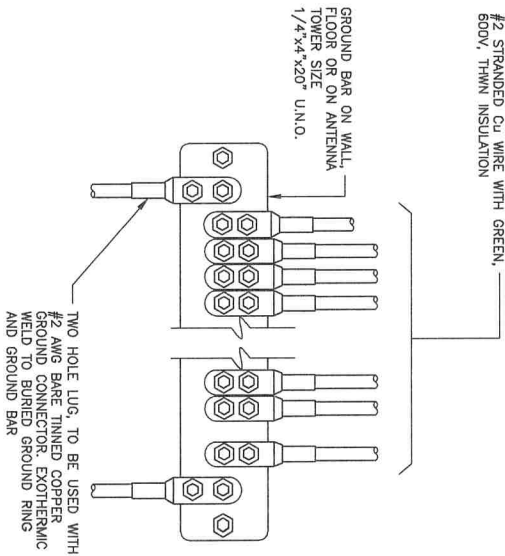 #2 STRANDED Cu WIRE WITH GREEN,
600V, THWN INSULATION
GROUND BAR ON WALL,
FLOOR OR ON ANTENNA
TOWER SIZE
1/4"x4"x20" U.N.O.
TWO HOLE LUG, TO BE USED WITH
#2 AWG BARE TINNED COPPER
GROUND CONNECTOR. EXOTHERMIC
WELD TO BURIED GROUND RING
AND GROUND BAR